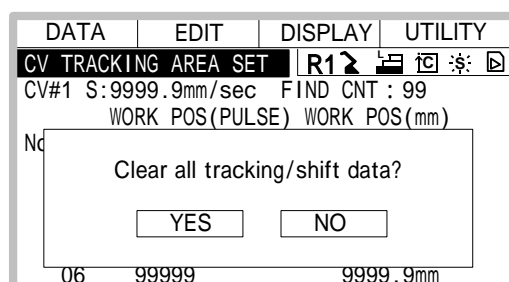 DATA EDIT DISPLAY UTILITY
CV TRACKING AREA SET R1 C S
CV#1 S:9999.9mm/sec FIND CNT : 99
WORK POS(PULSE) WORK POS(mm)
No
Clear all tracking/shift data?
YES NO
06 99999 9999.9mm